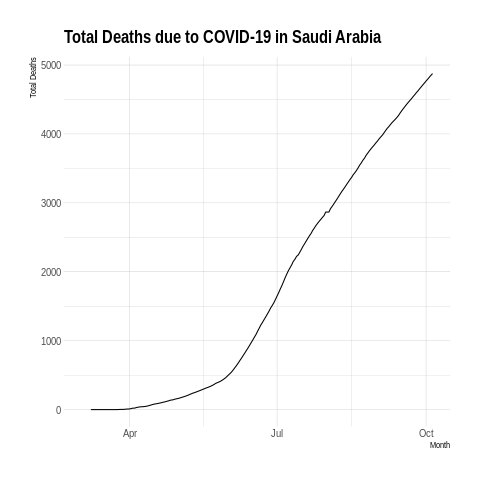 Total Deaths due to COVID-19 in Saudi Arabia
Total Deaths
5000
4000
3000
2000
1000
0
Apr
Jul
Oct
Month